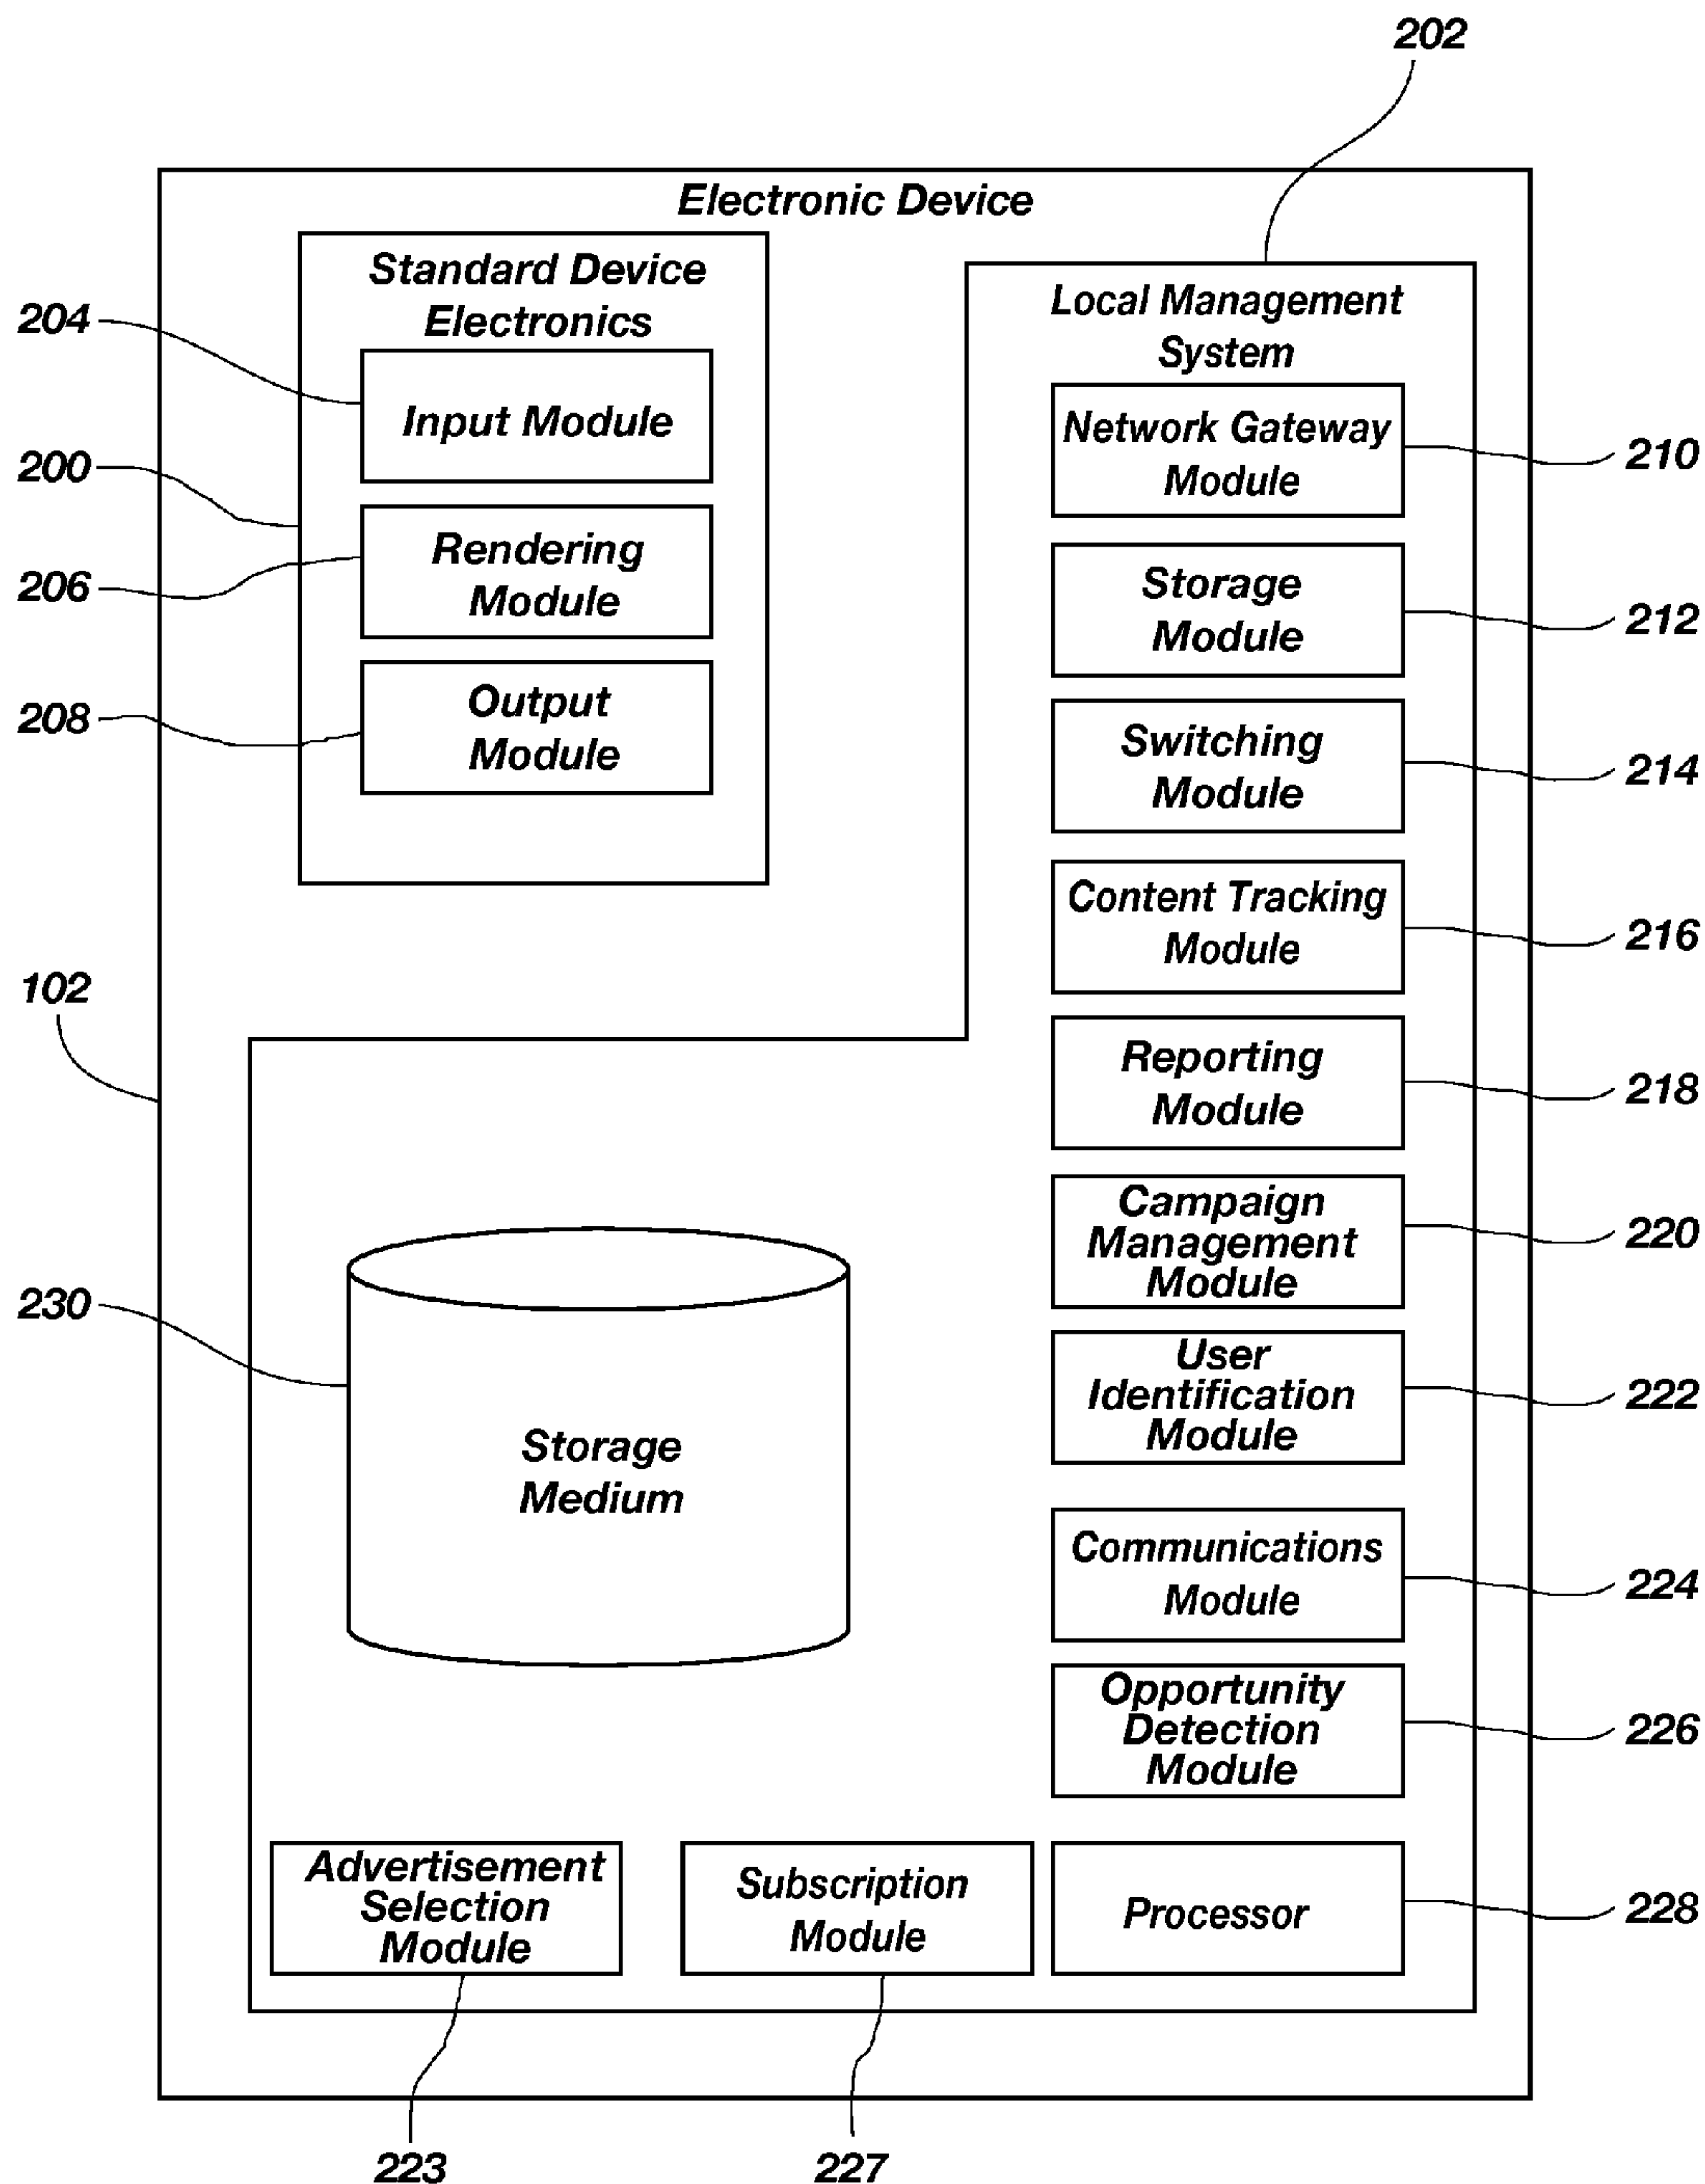 202
Electronic Device
Standard Device
Electronics
204
Input Module
200
Rendering
Module
206
Output
Module
208
Local Management
System
Network Gateway
Module
210
Storage
Module
212
Switching
Module
214
Content Tracking
Module
216
102
Reporting
Module
218
Campaign
Management
Module
220
230
Storage
Medium
User
Identification
Module
222
Communications
Module
224
Opportunity
Detection
Module
226
Advertisement
Selection
Module
Subscription
Module
Processor
228
223
227